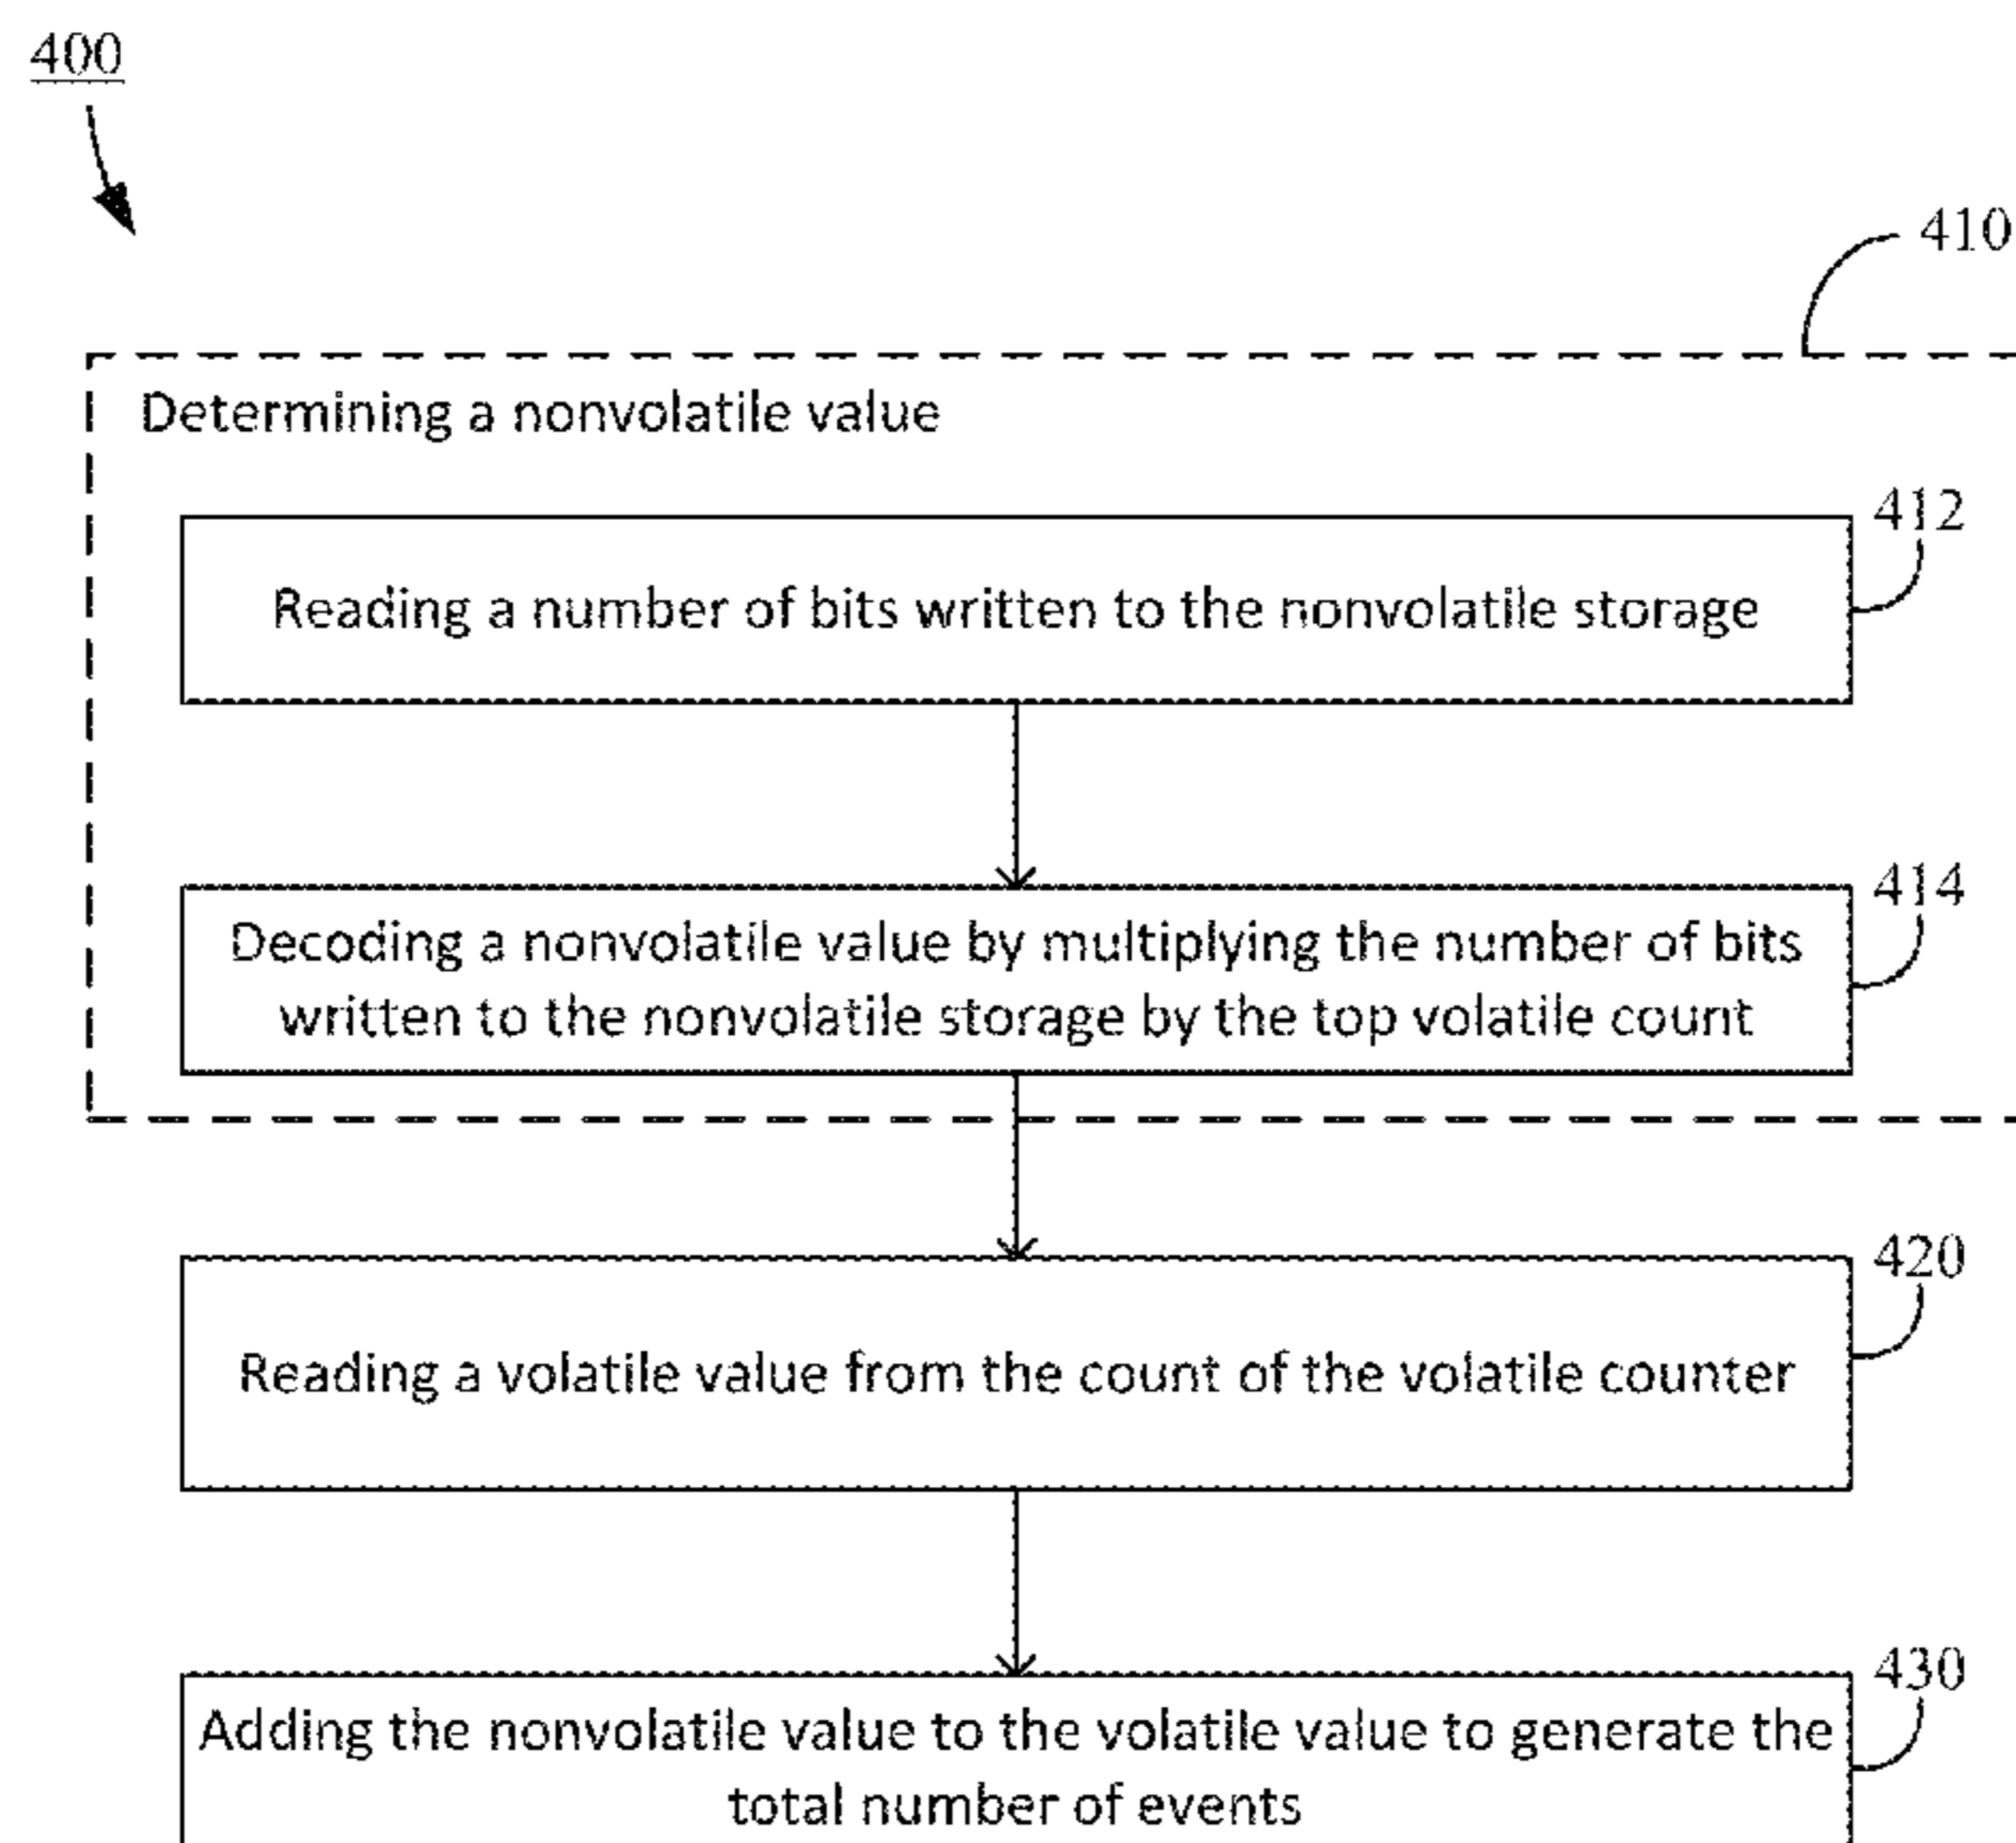 400
410
Determining a nonvolatile value
412
Reading a number of bits written to the nonvolatile storage
414
Decoding a nonvolatile value by multiplying the number of bits
written to the nonvolatile storage by the top volatile count
420
Reading a volatile value from the count of the volatile counter
430
Adding the nonvolatile value to the volatile value to generate the
total number of events